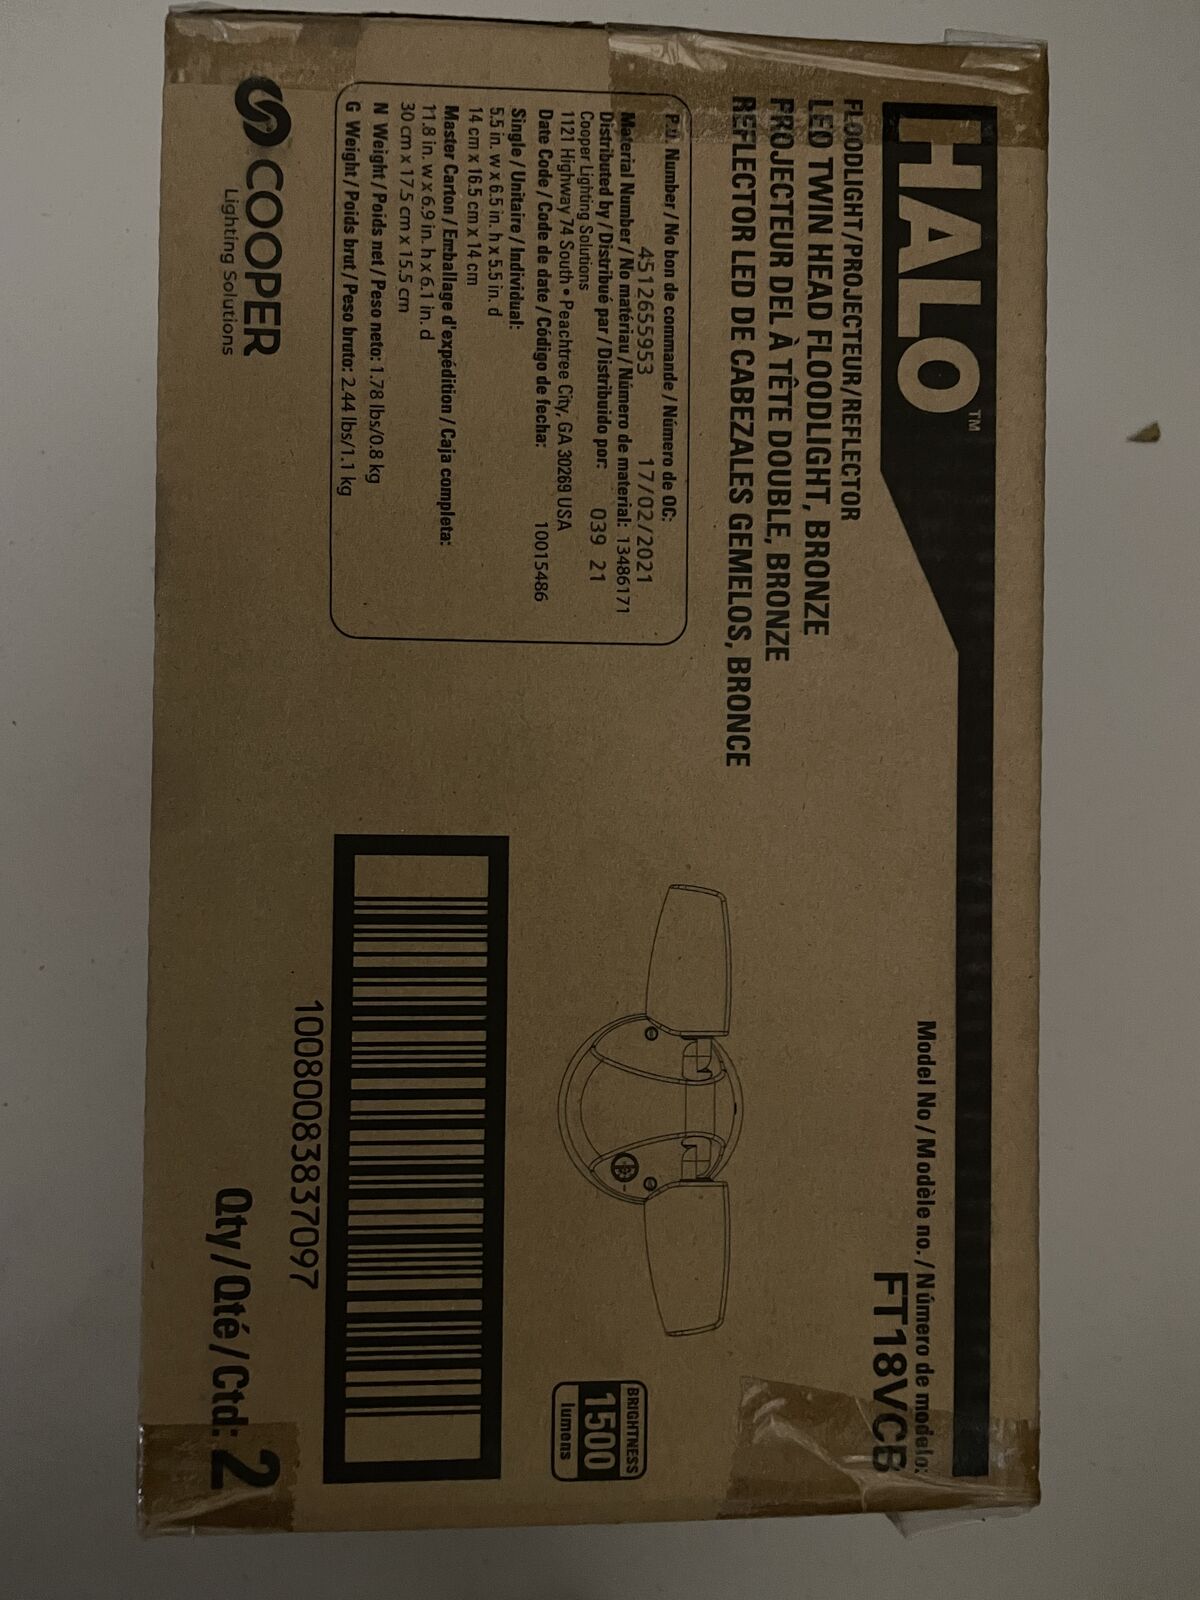 HALO™
FLOODLIGHT/PROJECTEUR/REFLECTOR
LED TWIN HEAD FLOODLIGHT, BRONZE
PROJECTEUR DEL À TÊTE DOUBLE, BRONZE
REFLECTOR LED DE CABEZALES GEMELOS, BRONCE
Model No / Modèle no. / Número de modelo:
FT18VCB
P.O. Number / No bon de commande / Número de OC:
4512655953 17/02/2021
Material Number / No matériau / Número de material: 13486171
Distributed by / Distribué par / Distribuido por: 039 21
Cooper Lighting Solutions
1121 Highway 74 South • Peachtree City, GA 30269 USA
Date Code / Code de date / Código de fecha: 10015486
Single / Unitaire / Individual:
5.5 in. w x 6.5 in. h x 5.5 in. d
14 cm x 16.5 cm x 14 cm
Master Carton / Emballage d'expédition / Caja completa:
11.8 in. w x 6.9 in. h x 6.1 in. d
30 cm x 17.5 cm x 15.5 cm
N Weight / Poids net / Peso neto: 1.78 lbs/0.8 kg
G Weight / Poids brut / Peso bruto: 2.44 lbs/1.1 kg
BRIGHTNESS
1500
lumens
COOPER
Lighting Solutions
10080083837097
Qty/Qté/Ctd: 2